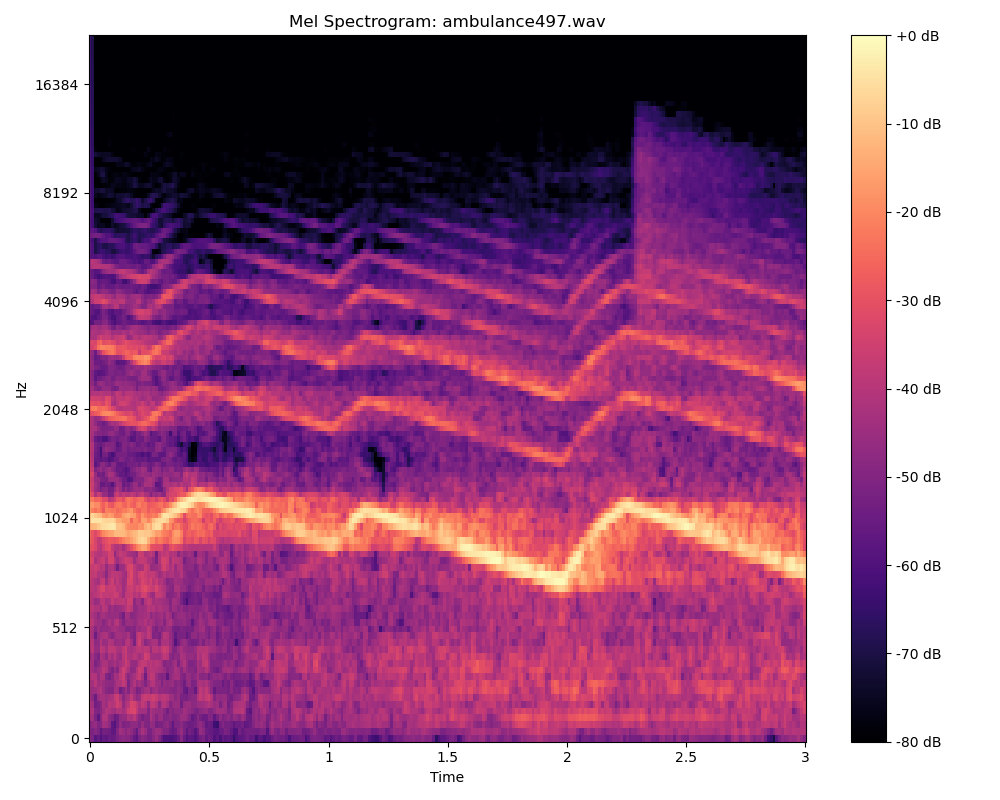 Mel Spectrogram: ambulance497.wav
+0 dB
16384
-10 dB
8192
-20 dB
4096
-30 dB
Hz
2048
-40 dB
-50 dB
1024
-60 dB
512
-70 dB
0
-80 dB
0 0.5 1 1.5 2 2.5 3
Time